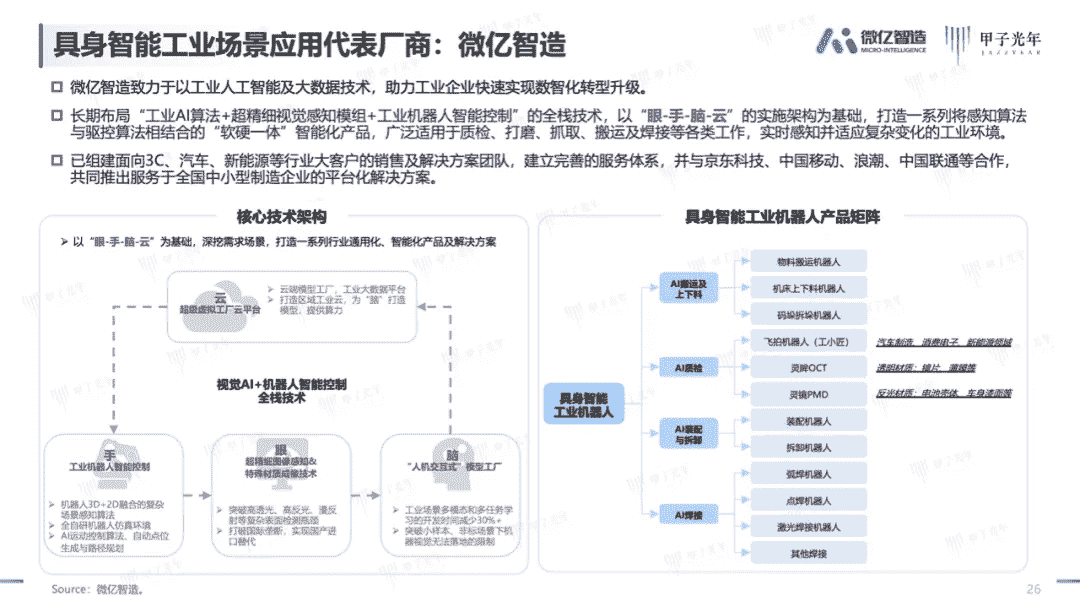 具身智能工业场景应用代表厂商：微亿智造
微亿智造
MICRO-INTELLIGENCE
甲子光年
JAZZYEAR
微亿智造致力于以工业人工智能及大数据技术，助力工业企业快速实现数智化转型升级。
长期布局“工业AI算法+超精细视觉感知模组+工业机器人智能控制”的全栈技术，以“眼-手-脑-云”的实施架构为基础，打造一系列将感知算法
与驱控算法相结合的“软硬一体”智能化产品，广泛适用于质检、打磨、抓取、搬运及焊接等各类工作，实时感知并适应复杂变化的工业环境。
已组建面向3C、汽车、新能源等行业大客户的销售及解决方案团队，建立完善的服务体系，并与京东科技、中国移动、浪潮、中国联通等合作，
共同推出服务于全国中小型制造企业的平台化解决方案。
核心技术架构
以“眼-手-脑-云”为基础，深挖需求场景，打造一系列行业通用化、智能化产品及解决方案
云
超级虚拟工厂云平台
云端模型工厂，工业大数据平台
打造区域工业云，为“脑”打造
模型，提供算力
视觉AI+机器人智能控制
全栈技术
手
工业机器人智能控制
机器人3D+2D融合的复杂
场景感知算法
全自研机器人仿真环境
AI运动控制算法，自动点位
生成与路径规划
眼
超精细图像感知&
特殊材质成像技术
突破高透光、高反光、漫反
射等复杂表面检测瓶颈
打破国际垄断，实现国产进
口替代
脑
“人机交互式”模型工厂
工业场景多模态和多任务学
习的开发时间减少30%+
突破小样本、非标场景下机
器视觉无法落地的限制
具身智能工业机器人产品矩阵
具身智能
工业机器人
AI搬运及
上下料
物料搬运机器人
机床上下料机器人
码垛拆垛机器人
AI质检
飞拍机器人（工小匠）
汽车制造、消费电子、新能源领域
灵眸OCT
透明材质：镜片、薄膜等
灵镜PMD
反光材质：电池壳体、车身漆面等
AI装配
与拆卸
装配机器人
拆卸机器人
AI焊接
弧焊机器人
点焊机器人
激光焊接机器人
其他焊接
Source：微亿智造。
26